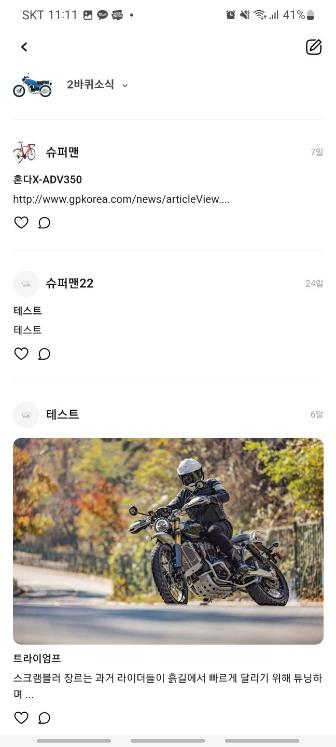 SKT 11:11
41%
2바퀴소식
슈퍼맨
7일
혼다X-ADV350
http://www.gpkorea.com/news/articleView....
슈퍼맨22
24일
테스트
테스트
테스트
6달
트라이엄프
스크램블러 장르는 과거 라이더들이 흙길에서 빠르게 달리기 위해 튜닝하
며 ...